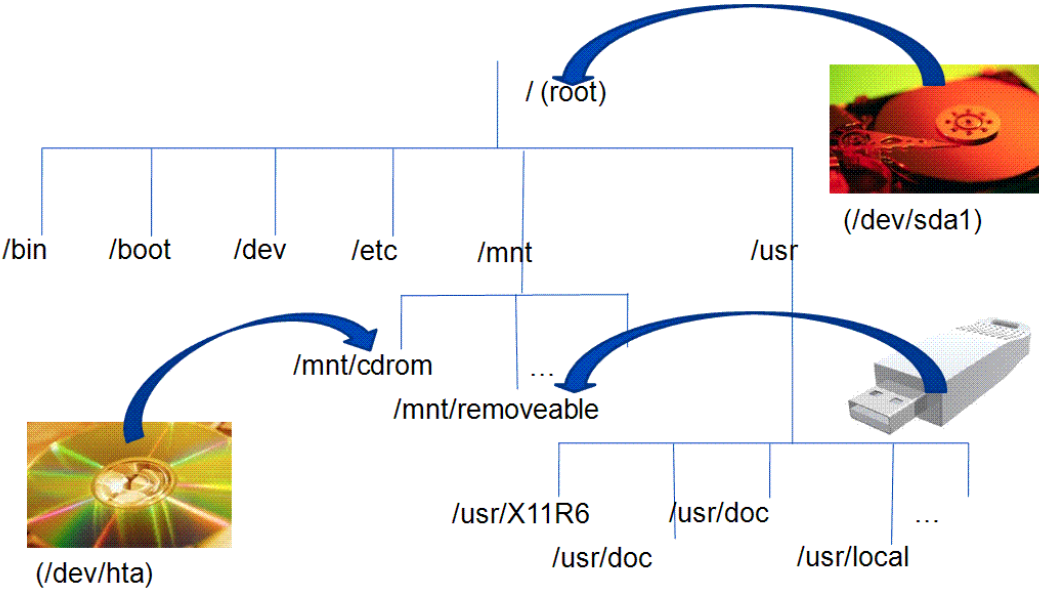 / (root)
(/dev/sda1)
/bin
/boot
/dev
/etc
/mnt
/usr
/mnt/cdrom
...
/mnt/removeable
/usr/X11R6
/usr/doc
...
/usr/doc
/usr/local
(/dev/hta)